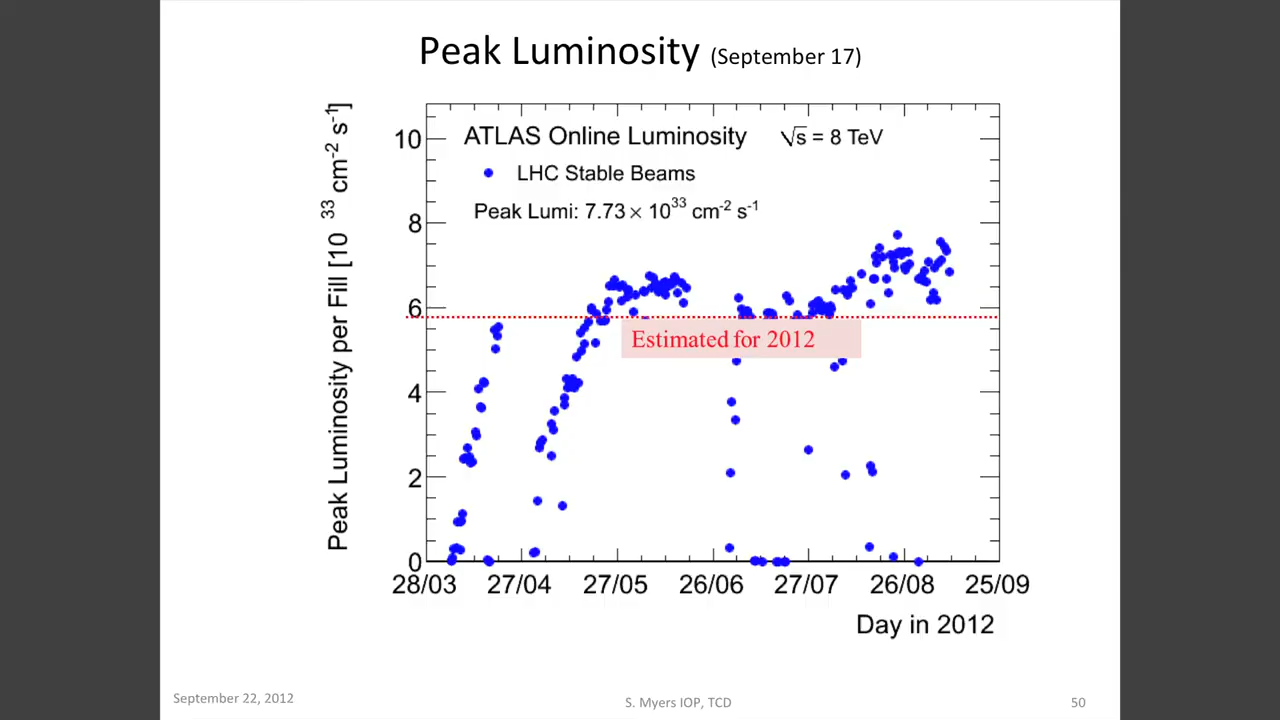 Peak Luminosity (September 17)
Peak Luminosity per Fill [10³³ cm⁻² s⁻¹]
10
8
6
4
2
0
ATLAS Online Luminosity √s = 8 TeV
LHC Stable Beams
Peak Lumi: 7.73 × 10³³ cm⁻² s⁻¹
Estimated for 2012
28/03 27/04 27/05 26/06 27/07 26/08 25/09
Day in 2012
September 22, 2012 S. Myers IOP, TCD 50